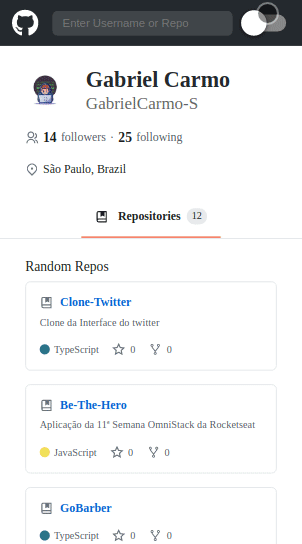 Enter Username or Repo
Gabriel Carmo
GabrielCarmo-S
14 followers · 25 following
São Paulo, Brazil
Repositories 12
Random Repos
Clone-Twitter
Clone da Interface do twitter
TypeScript 0 0
Be-The-Hero
Aplicação da 11ª Semana OmniStack da Rocketseat
JavaScript 0 0
GoBarber
TypeScript 0 0